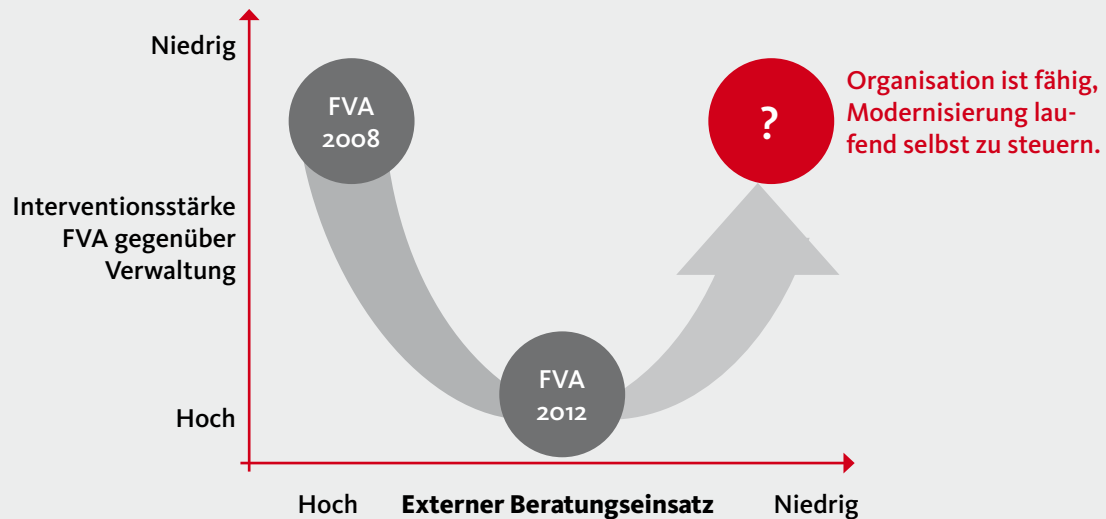 Niedrig
FVA
2008
?
Organisation ist fähig,
Modernisierung lau-
fend selbst zu steuern.
Interventionsstärke
FVA gegenüber
Verwaltung
FVA
2012
Hoch
Hoch Externer Beratungseinsatz Niedrig